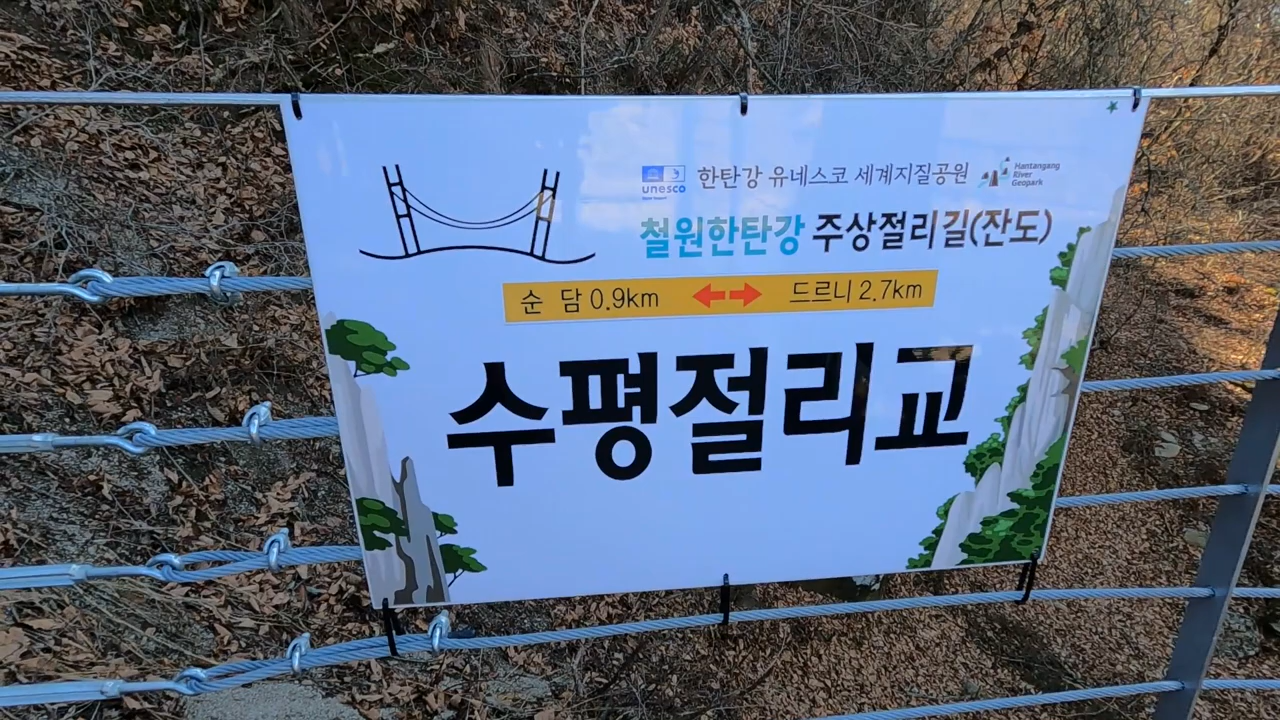 unesco
한탄강 유네스코 세계지질공원
Hantangang
River
Geopark
철원한탄강 주상절리길(잔도)
순 담 0.9km 드르니 2.7km
수평절리교